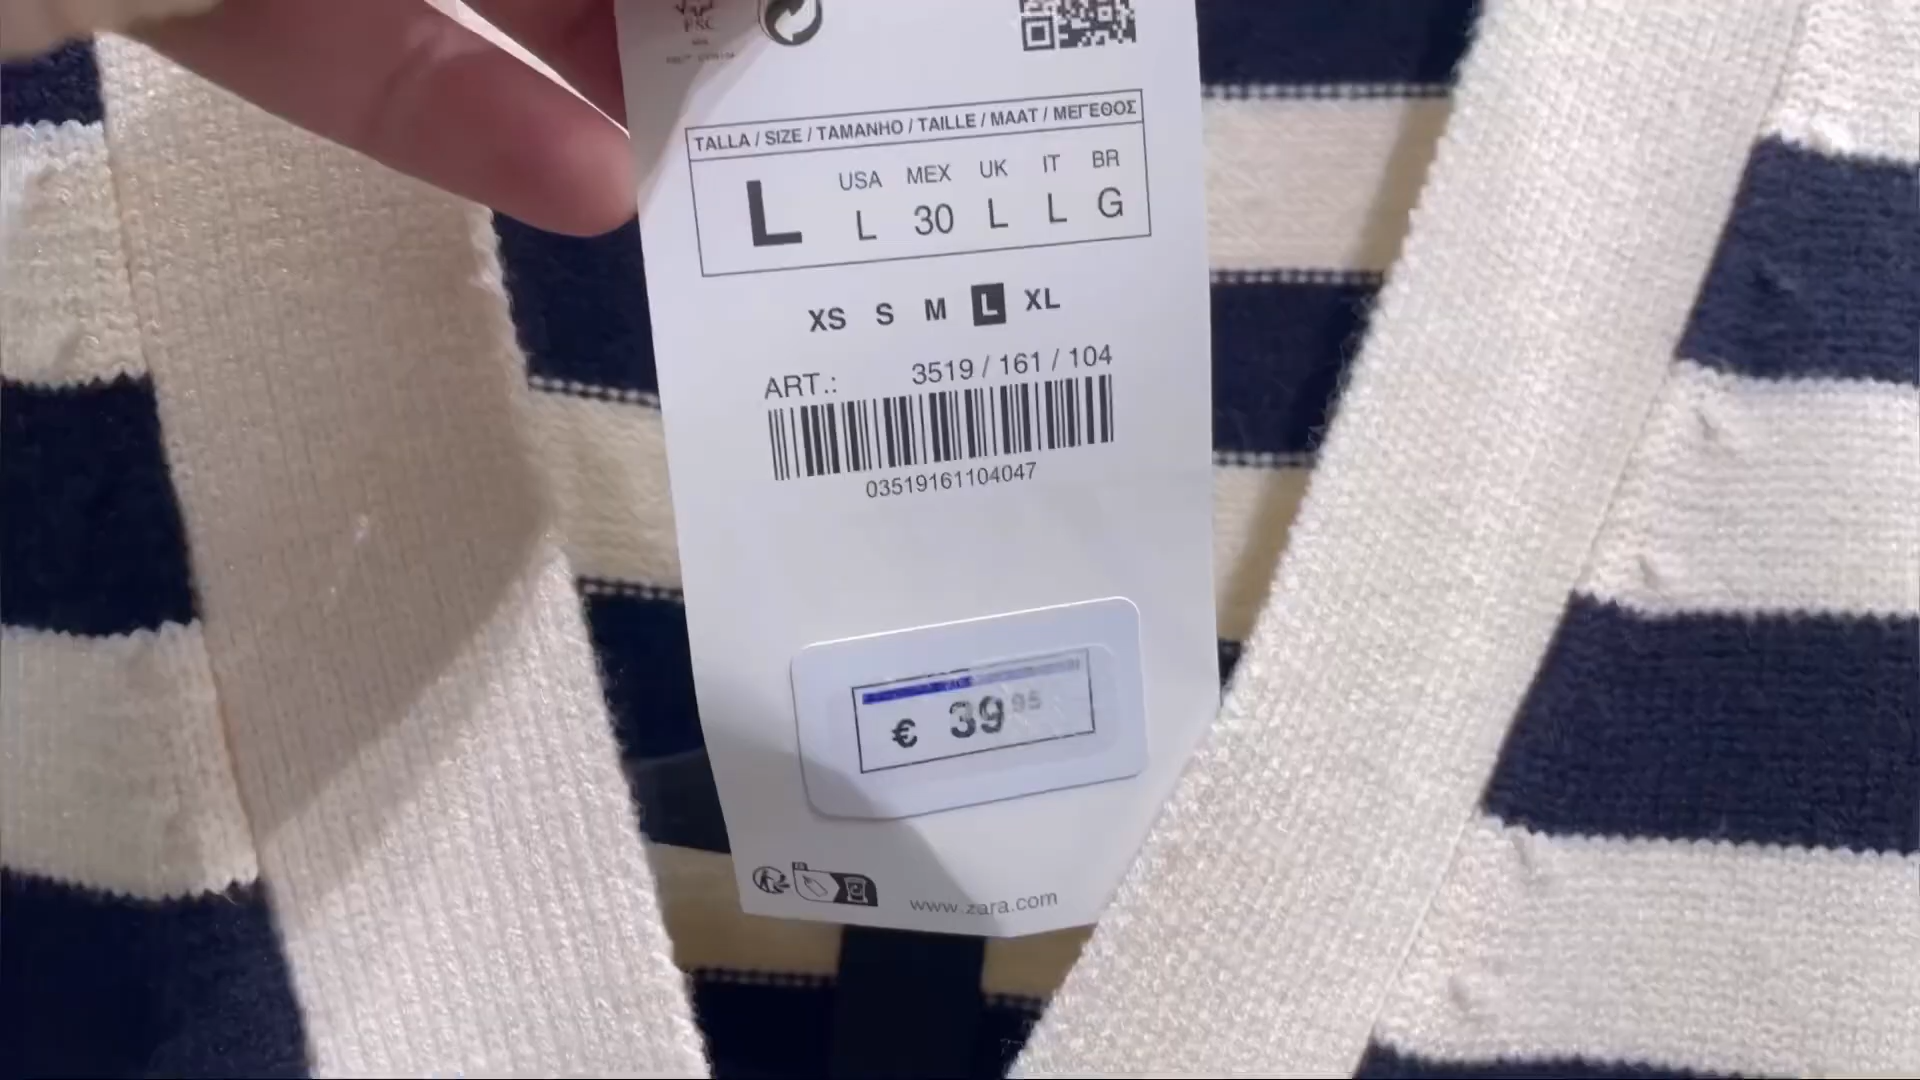 FSC
TALLA / SIZE / TAMANHO / TAILLE / MAAT / ΜΕΓΕΘΟΣ
USA MEX UK IT BR
L L 30 L L G
XS S M L XL
ART.: 3519 / 161 / 104
03519161104047
€ 39 95
www.zara.com